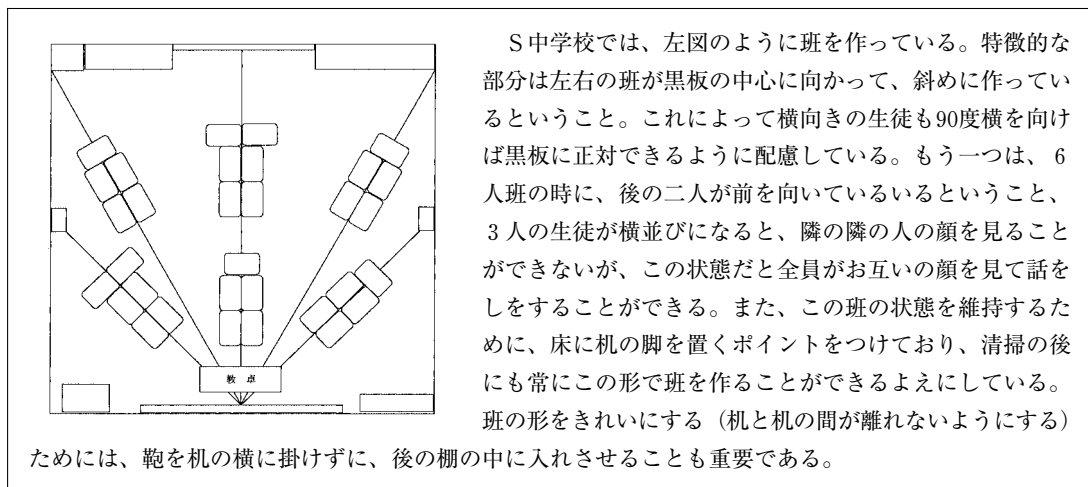 S中学校では、左図のように班を作っている。特徴的な
部分は左右の班が黒板の中心に向かって、斜めに作ってい
るということ。これによって横向きの生徒も90度横を向け
ば黒板に正対できるように配慮している。もう一つは、6
人班の時に、後の二人が前を向いているいるということ、
3人の生徒が横並びになると、隣の隣の人の顔を見ること
ができないが、この状態だと全員がお互いの顔を見て話を
しをすることができる。また、この班の状態を維持するた
めに、床に机の脚を置くポイントをつけており、清掃の後
にも常にこの形で班を作ることができるよえにしている。
班の形をきれいにする（机と机の間が離れないようにする）
ためには、鞄を机の横に掛けずに、後の棚の中に入れさせることも重要である。
教 卓